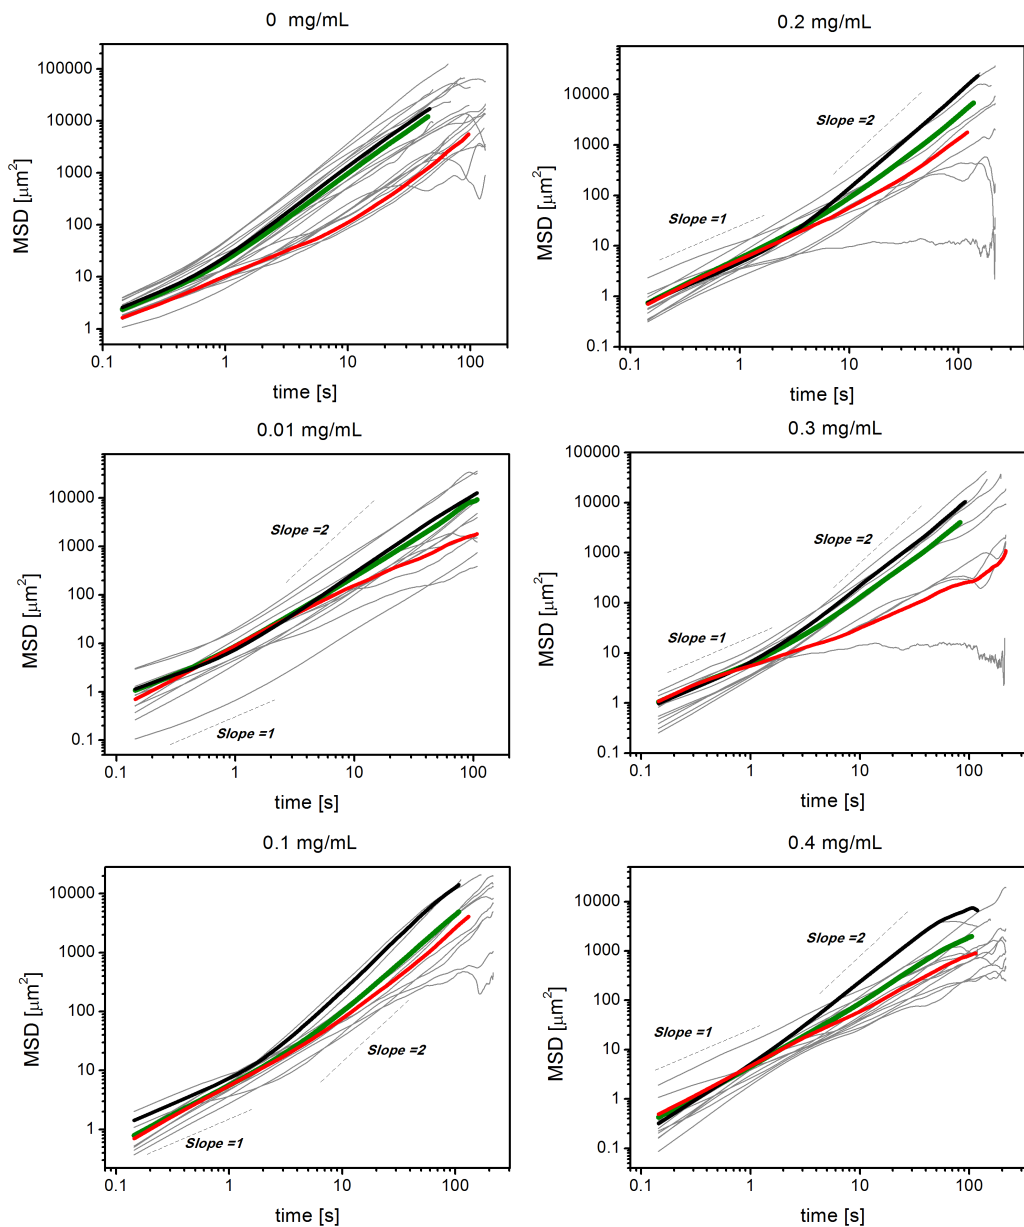 0 mg/mL
100000
10000
1000
100
10
1
MSD [μm²]
0.1 1 10 100
time [s]
0.2 mg/mL
10000
1000
100
10
1
0.1
MSD [μm²]
Slope =2
Slope =1
0.1 1 10 100
time [s]
0.01 mg/mL
10000
1000
100
10
1
0.1
MSD [μm²]
Slope =2
Slope =1
0.1 1 10 100
time [s]
0.3 mg/mL
100000
10000
1000
100
10
1
0.1
MSD [μm²]
Slope =2
Slope =1
0.1 1 10 100
time [s]
0.1 mg/mL
10000
1000
100
10
1
MSD [μm²]
Slope =2
Slope =1
0.1 1 10 100
time [s]
0.4 mg/mL
10000
1000
100
10
1
0.1
MSD [μm²]
Slope =2
Slope =1
0.1 1 10 100
time [s]